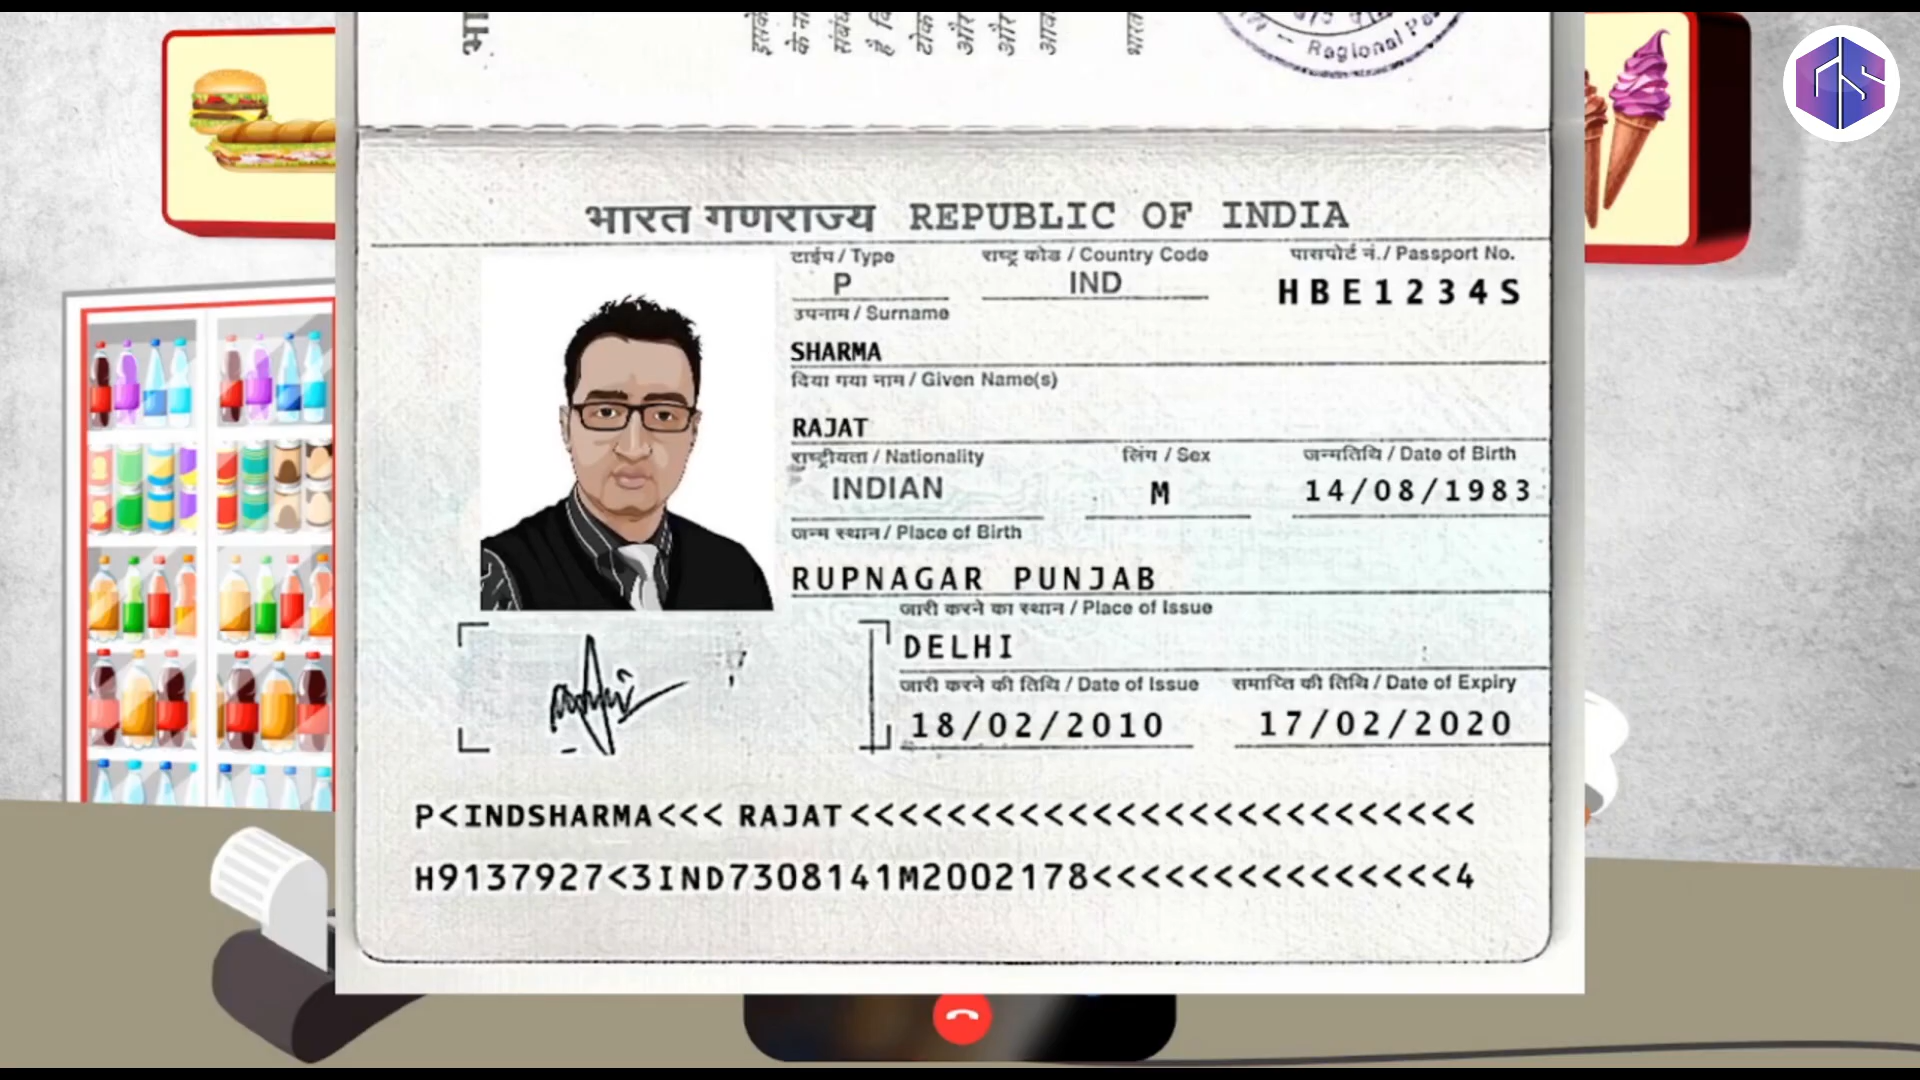 Regional
भारत गणराज्य REPUBLIC OF INDIA
टाईप / Type
राष्ट्र कोड / Country Code
पासपोर्ट नं./ Passport No.
P
IND
HBE1234S
उपनाम / Surname
SHARMA
दिया गया नाम / Given Name(s)
RAJAT
राष्ट्रीयता / Nationality
लिंग / Sex
जन्मतिथि / Date of Birth
INDIAN
M
14/08/1983
जन्म स्थान / Place of Birth
RUPNAGAR PUNJAB
जारी करने का स्थान / Place of Issue
DELHI
जारी करने की तिथि / Date of Issue
समाप्ति की तिथि / Date of Expiry
18/02/2010
17/02/2020
P<INDSHARMA<<< RAJAT<<<<<<<<<<<<<<<<<<<<<<<<<<
H9137927<3IND7308141M2002178<<<<<<<<<<<<<<<4